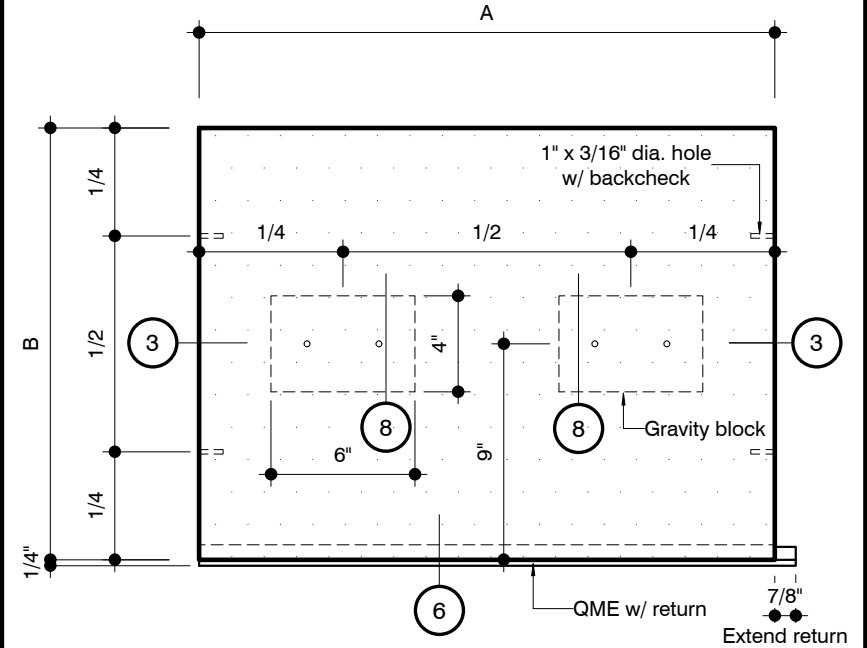 A
1" x 3/16" dia. hole
w/ backcheck
1/4
1/4
1/2
1/4
B
1/2
3
4"
3
8
8
Gravity block
6"
9"
1/4
1/4"
6
QME w/ return
7/8"
Extend return